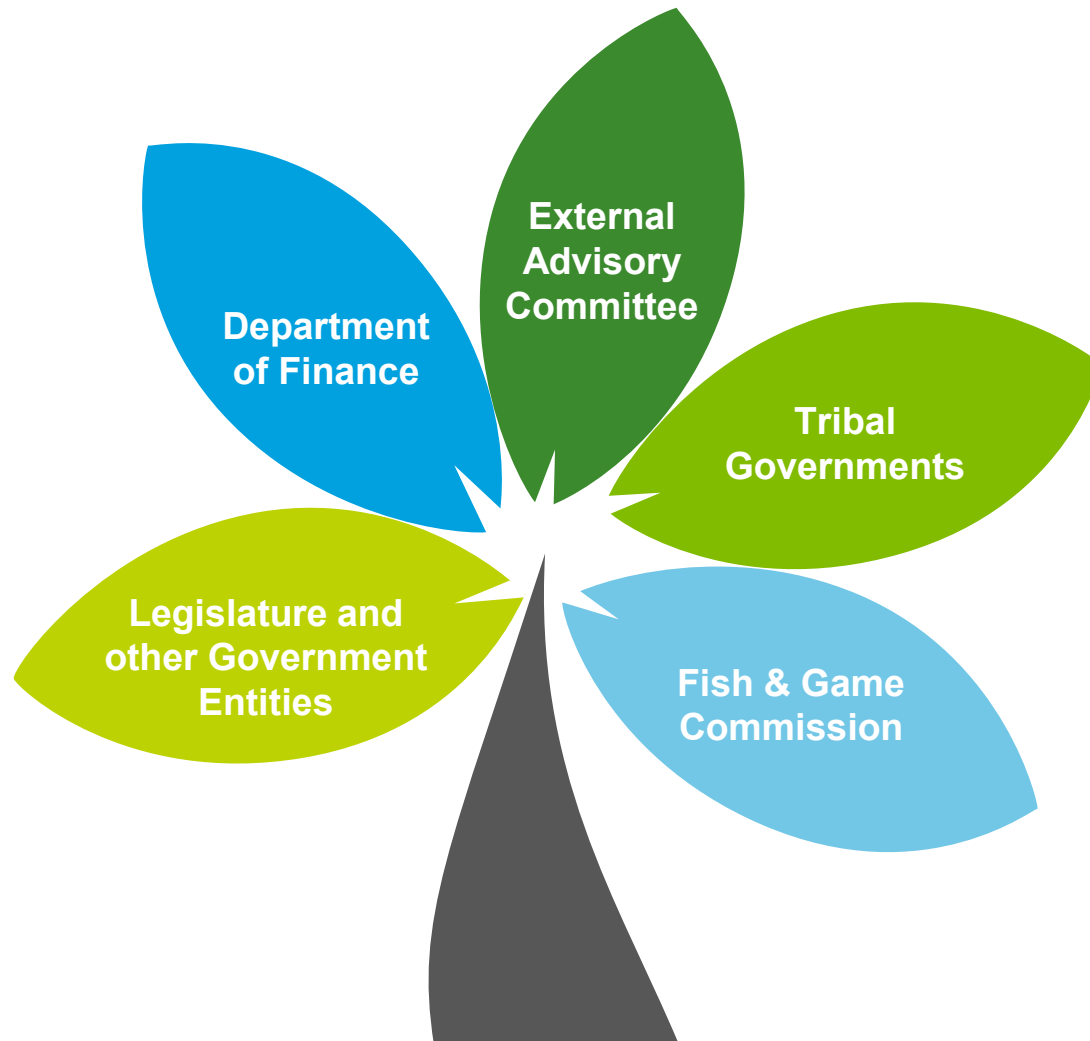 External
Advisory
Committee
Department
of Finance
Tribal
Governments
Legislature and
other Government
Entities
Fish & Game
Commission